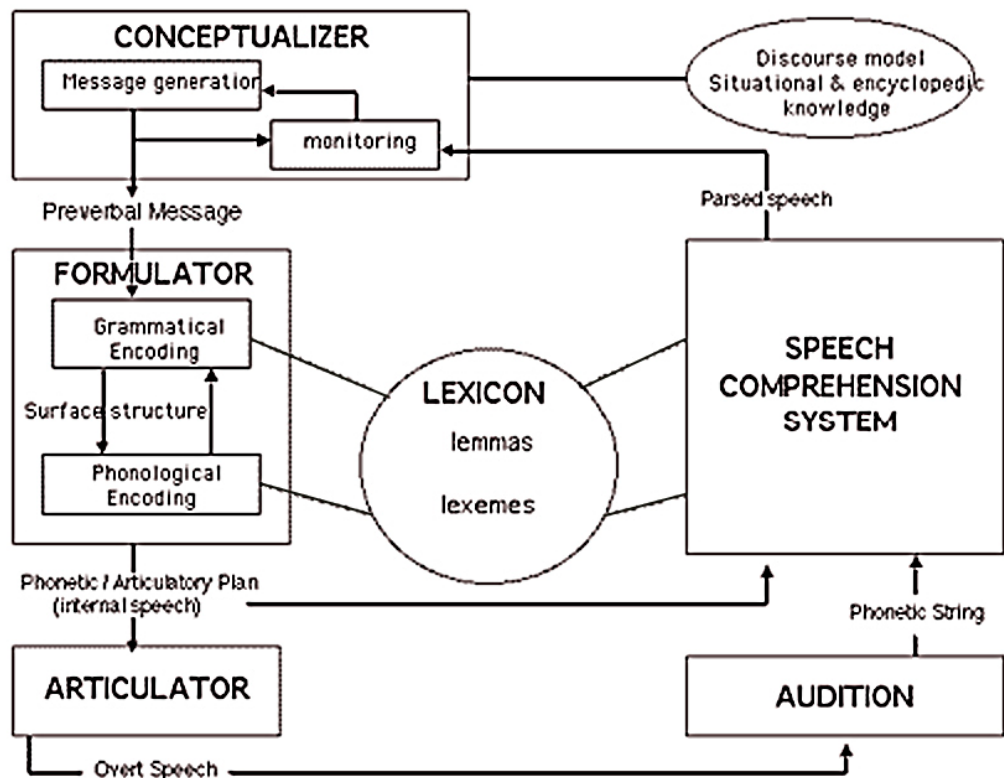 CONCEPTUALIZER
Message generation
monitoring
Discourse model
Situational & encyclopedic
knowledge
Parsed speech
Preverbal Message
FORMULATOR
Grammatical
Encoding
Surface structure
Phonological
Encoding
LEXICON
lemmas
lexemes
SPEECH
COMPREHENSION
SYSTEM
Phonetic / Articulatory Plan
(internal speech)
Phonetic String
ARTICULATOR
AUDITION
Overt Speech